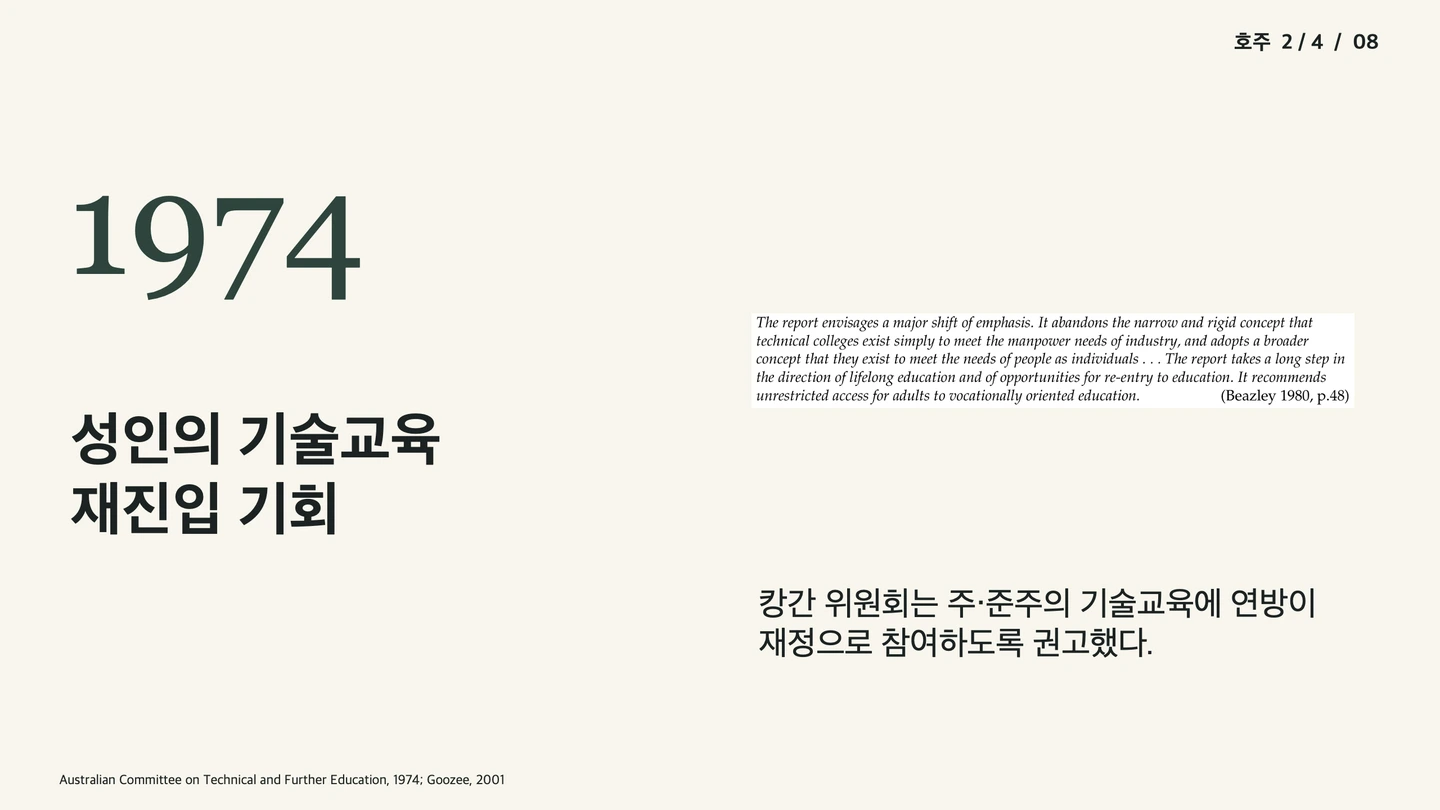 호주 2 / 4 / 08
1974
성인의 기술교육
재진입 기회
The report envisages a major shift of emphasis. It abandons the narrow and rigid concept that
technical colleges exist simply to meet the manpower needs of industry, and adopts a broader
concept that they exist to meet the needs of people as individuals . . . The report takes a long step in
the direction of lifelong education and of opportunities for re-entry to education. It recommends
unrestricted access for adults to vocationally oriented education. (Beazley 1980, p.48)
캉간 위원회는 주·준주의 기술교육에 연방이
재정으로 참여하도록 권고했다.
Australian Committee on Technical and Further Education, 1974; Goozee, 2001